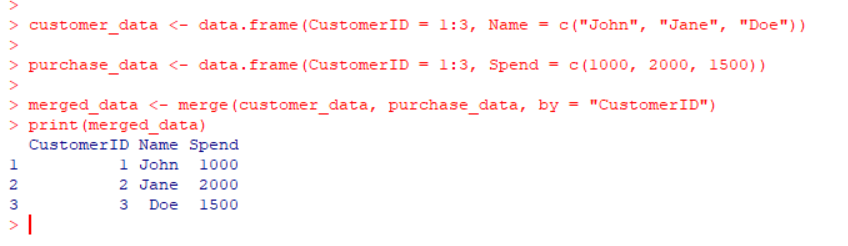 >
> customer_data <- data.frame(CustomerID = 1:3, Name = c("John", "Jane", "Doe"))
>
> purchase_data <- data.frame(CustomerID = 1:3, Spend = c(1000, 2000, 1500))
>
> merged_data <- merge(customer_data, purchase_data, by = "CustomerID")
> print(merged_data)
  CustomerID Name Spend
1          1 John  1000
2          2 Jane  2000
3          3  Doe  1500
>